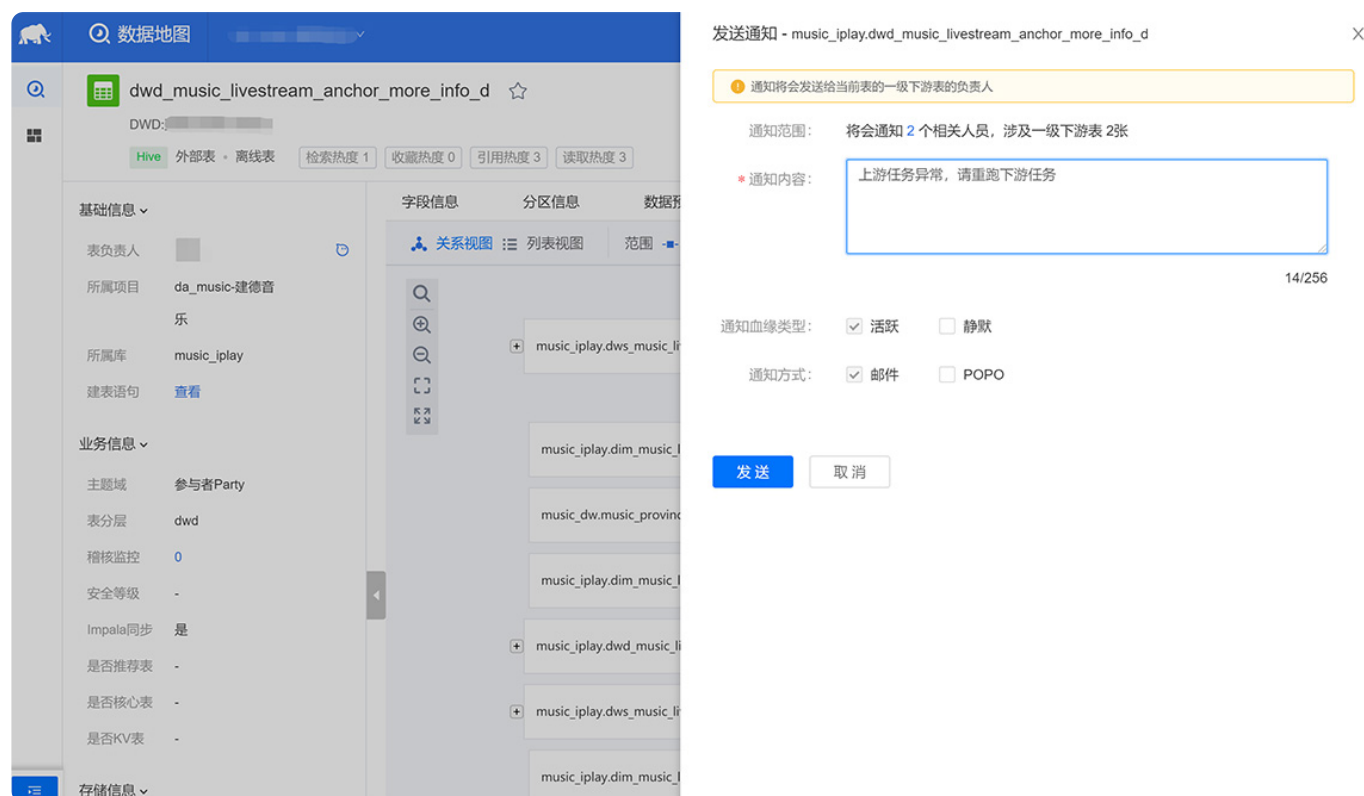 数据地图
dwd_music_livestream_anchor_more_info_d
DWD:
Hive 外部表 离线表 检索热度 1 收藏热度 0 引用热度 3 读取热度 3
基础信息
表负责人
所属项目 da_music-建德音
乐
所属库 music_iplay
建表语句 查看
业务信息
主题域 参与者Party
表分层 dwd
稽核监控 0
安全等级 -
Impala同步 是
是否推荐表 -
是否核心表 -
是否KV表 -
存储信息
字段信息 分区信息 数据预
关系视图 列表视图 范围
music_iplay.dws_music_li
music_iplay.dim_music_l
music_dw.music_provinc
music_iplay.dim_music_l
music_iplay.dwd_music_li
music_iplay.dws_music_li
music_iplay.dim_music_l
发送通知 - music_iplay.dwd_music_livestream_anchor_more_info_d
通知将会发送给当前表的一级下游表的负责人
通知范围: 将会通知 2 个相关人员，涉及一级下游表 2张
* 通知内容: 上游任务异常，请重跑下游任务
14/256
通知血缘类型: 活跃 静默
通知方式: 邮件 POPO
发送 取消